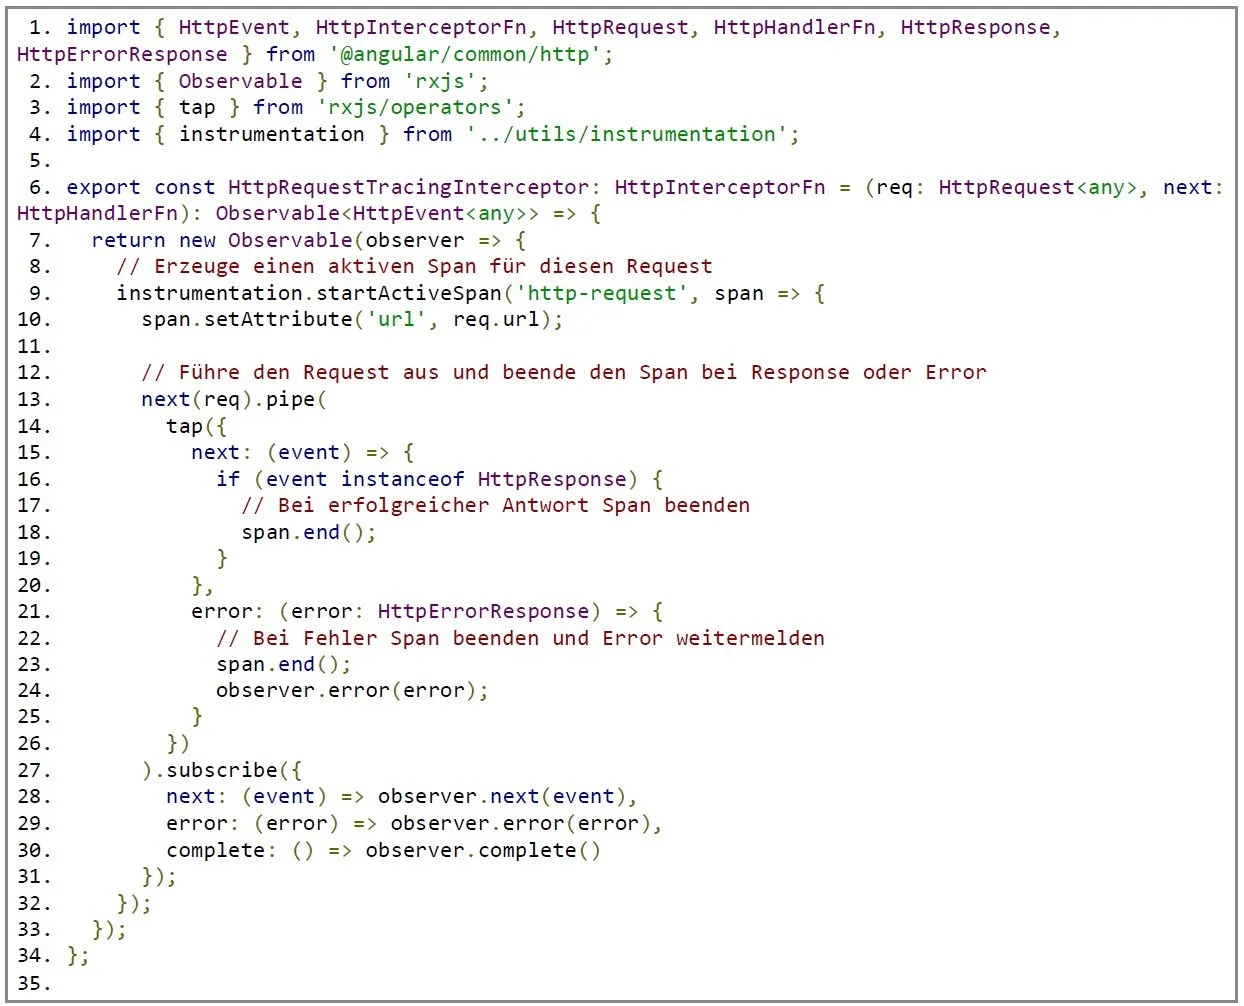 1. import { HttpEvent, HttpInterceptorFn, HttpRequest, HttpHandlerFn, HttpResponse,
HttpErrorResponse } from '@angular/common/http';
2. import { Observable } from 'rxjs';
3. import { tap } from 'rxjs/operators';
4. import { instrumentation } from '../utils/instrumentation';
5.
6. export const HttpRequestTracingInterceptor: HttpInterceptorFn = (req: HttpRequest<any>, next:
HttpHandlerFn): Observable<HttpEvent<any>> => {
7.   return new Observable(observer => {
8.     // Erzeuge einen aktiven Span für diesen Request
9.     instrumentation.startActiveSpan('http-request', span => {
10.       span.setAttribute('url', req.url);
11.
12.       // Führe den Request aus und beende den Span bei Response oder Error
13.       next(req).pipe(
14.         tap({
15.           next: (event) => {
16.             if (event instanceof HttpResponse) {
17.               // Bei erfolgreicher Antwort Span beenden
18.               span.end();
19.             }
20.           },
21.           error: (error: HttpErrorResponse) => {
22.             // Bei Fehler Span beenden und Error weitermelden
23.             span.end();
24.             observer.error(error);
25.           }
26.         })
27.       ).subscribe({
28.         next: (event) => observer.next(event),
29.         error: (error) => observer.error(error),
30.         complete: () => observer.complete()
31.       });
32.     });
33.   });
34. };
35.